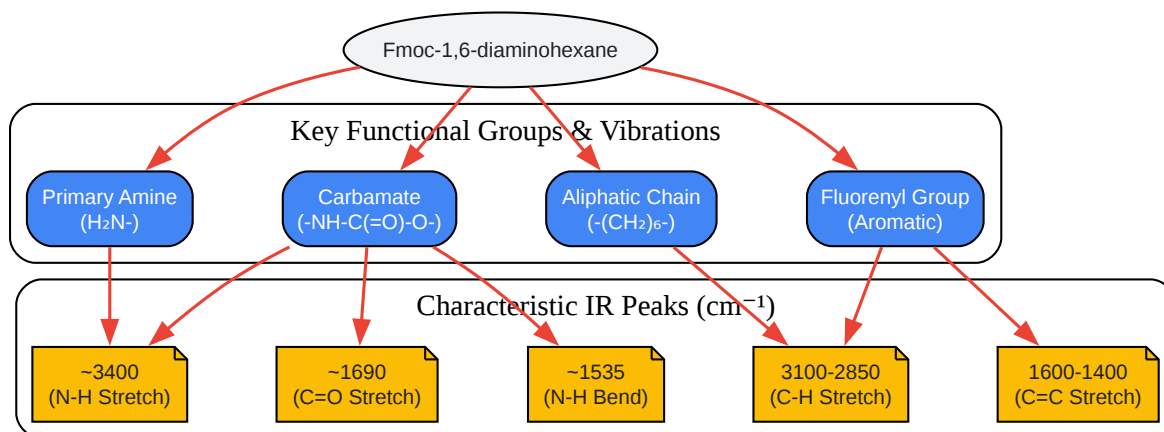 Fmoc-1,6-diaminohexane
Key Functional Groups & Vibrations
Primary Amine
(H₂N-)
Carbamate
(-NH-C(=O)-O-)
Aliphatic Chain
(-(CH₂)₆-)
Fluorenyl Group
(Aromatic)
Characteristic IR Peaks (cm⁻¹)
~3400
(N-H Stretch)
~1690
(C=O Stretch)
~1535
(N-H Bend)
3100-2850
(C-H Stretch)
1600-1400
(C=C Stretch)